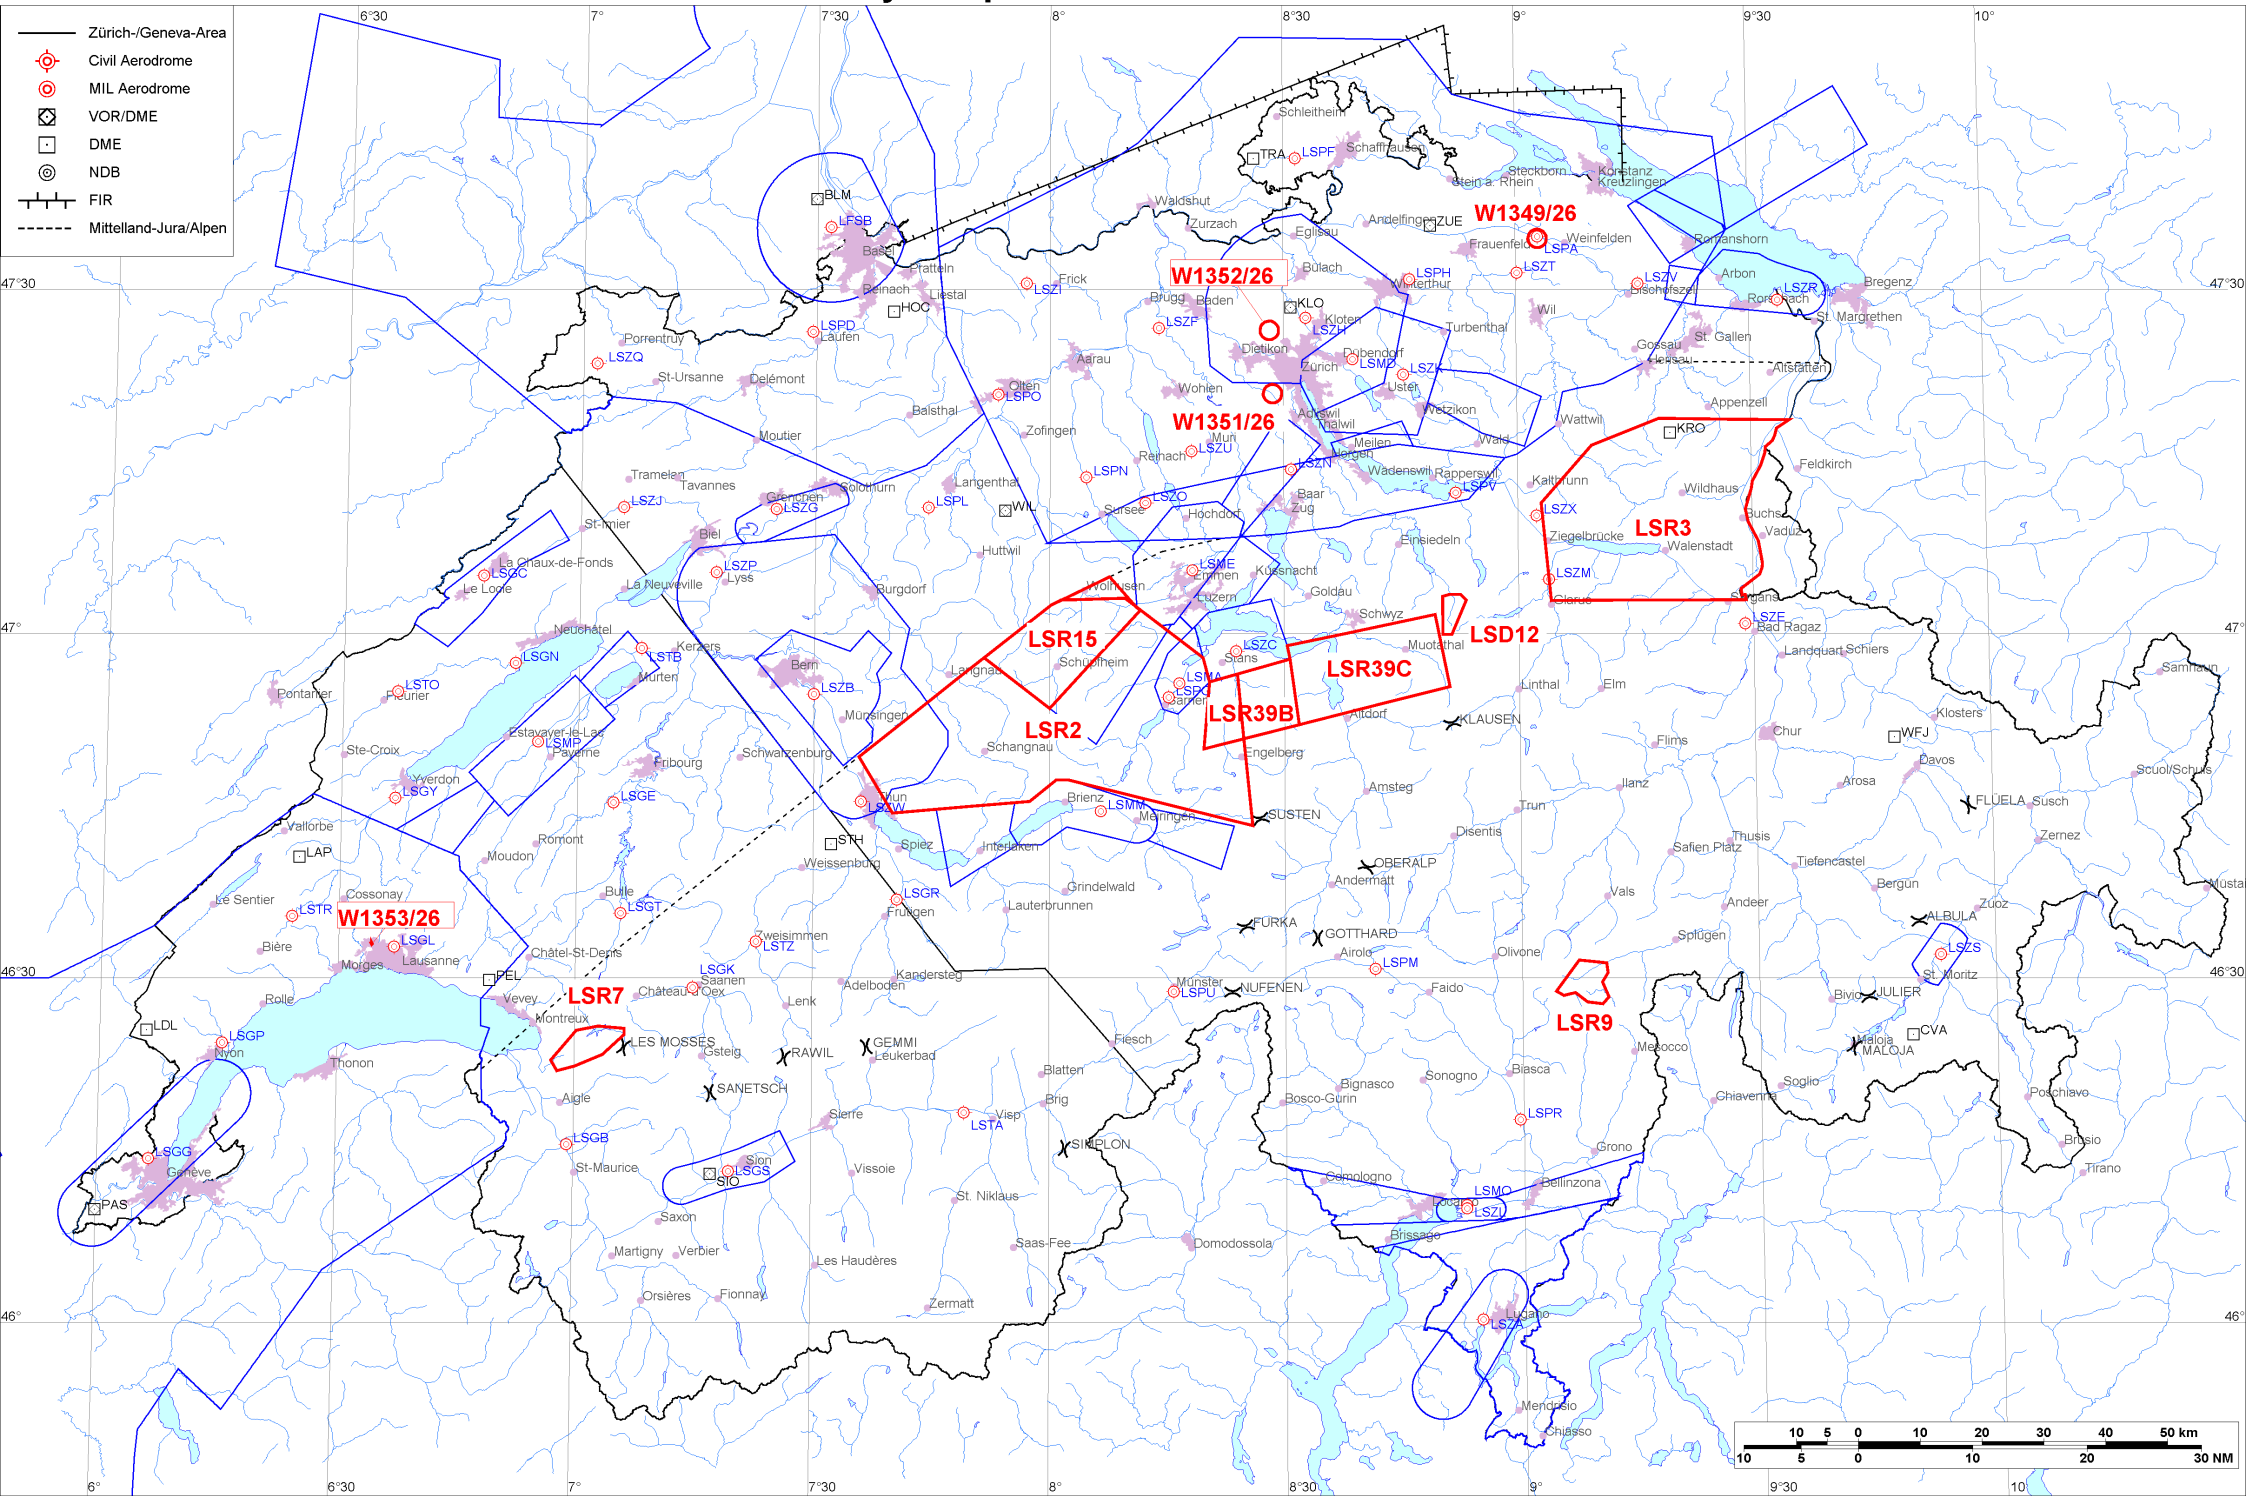 6°30
7°
7°30
8°
8°30
9°
9°30
10°
Zürich-/Geneva-Area
Civil Aerodrome
MIL Aerodrome
VOR/DME
DME
NDB
FIR
Mittelland-Jura/Alpen
Schleitheim
TRA
LSPF
Schaffhausen
Steckborn
Stein a. Rhein
Konstanz
Kreuzlingen
BLM
LFSB
Basel
Waldshut
Zurzach
Eglisau
Andelfingen
ZUE
W1349/26
LSPA
Weinfelden
Frauenfeld
Romanshorn
Pratteln
Reinach
Liestal
HOC
LSZI
Frick
W1352/26
Bülach
LSPH
Winterthur
LSZT
LSZV
Bischofszell
Arbon
LSZR
Rorschach
Bregenz
St. Margrethen
47°30
47°30
Brugg
Baden
KLO
Kloten
LSZH
LSZF
Wil
Turbenthal
St. Gallen
Gossau
Herisau
Altstätten
LSPD
Laufen
Porrentruy
LSZQ
St-Ursanne
Delémont
Aarau
Dietikon
Zürich
Dübendorf
LSMD
LSZK
Uster
Wetzikon
Olten
LSPO
Balsthal
Wohlen
W1351/26
Adliswil
Thalwil
Appenzell
Wattwil
Moutier
Zofingen
Muri
LSZU
Reinach
Meilen
Horgen
Wald
KRO
Feldkirch
Tramelan
Tavannes
LSPN
LSZN
Wädenswil
Rapperswil
LSPV
Kaltbrunn
Wildhaus
Langenthal
Solothurn
Grenchen
LSZG
LSZJ
St-Imier
LSPL
WIL
LSZO
Sursee
Hochdorf
Baar
Zug
LSZX
LSR3
Buchs
Vaduz
Biel
Huttwil
Einsiedeln
Ziegelbrücke
Walenstadt
La Chaux-de-Fonds
LSGC
Le Locle
LSZP
Lyss
La Neuveville
Burgdorf
Wolhusen
LSME
Emmen
Luzern
Küssnacht
Goldau
Schwyz
LSZM
Glarus
Sargans
LSZE
Bad Ragaz
47°
47°
Neuchâtel
LSGN
Kerzers
LSTB
Murten
LSR15
Schüpfheim
Langnau
LSZC
Stans
LSR39C
Muotathal
LSD12
Landquart
Schiers
Samnaun
Pontarlier
LSTO
Fleurier
Bern
LSZB
Münsingen
LSMA
LSPG
Sarnen
LSR39B
LSR2
Altdorf
KLAUSEN
Linthal
Elm
Klosters
Estavayer-le-Lac
LSMP
Payerne
Ste-Croix
Schwarzenburg
Schangnau
Engelberg
Flims
Chur
WFJ
Davos
Yverdon
LSGY
Fribourg
LSGE
Thun
LSZW
Brienz
LSMM
Meiringen
SUSTEN
Amsteg
Ilanz
Arosa
Scuol/Schuls
FLÜELA
Susch
Trun
Vallorbe
LAP
Romont
Moudon
STH
Weissenburg
Spiez
Interlaken
Disentis
Thusis
Safien Platz
Tiefencastel
Zernez
OBERALP
Andermatt
Le Sentier
Cossonay
W1353/26
LSTR
LSGL
Bulle
LSGT
LSGR
Frutigen
Grindelwald
Lauterbrunnen
FURKA
GOTTHARD
Vals
Andeer
Bergün
Müstair
ALBULA
Zuoz
LSZS
St. Moritz
Bière
Morges
Lausanne
Châtel-St-Denis
Zweisimmen
LSTZ
Airolo
LSPM
Olivone
Splügen
46°30
46°30
PEL
Rolle
Vevey
Montreux
LSR7
LSGK
Saanen
Château-d'Oex
Lenk
Adelboden
Kandersteg
Münster
LSPU
NUFENEN
Faido
LSR9
Bivio
JULIER
LDL
LSGP
Nyon
Thonon
LES MOSSES
Gsteig
RAWIL
GEMMI
Leukerbad
Fiesch
Mesocco
CVA
Maloja
MALOJA
SANETSCH
Blatten
Brig
Bignasco
Sonogno
Biasca
Bosco-Gurin
Soglio
Chiavenna
Poschiavo
Aigle
LSGB
Sierre
LSTA
Visp
SIMPLON
LSPR
Grono
Brusio
Tirano
LSGG
Genève
PAS
St-Maurice
Sion
LSGS
SIO
Vissoie
St. Niklaus
Comologno
LSMO
Locarno
LSZL
Bellinzona
Saxon
Martigny
Verbier
Les Haudères
Saas-Fee
Domodossola
Brissago
Orsières
Fionnay
Zermatt
46°
46°
Lugano
LSZA
Mendrisio
Chiasso
10 5 0 10 20 30 40 50 km
10 5 0 10 20 30 NM
6°
6°30
7°
7°30
8°
8°30
9°
9°30
10°